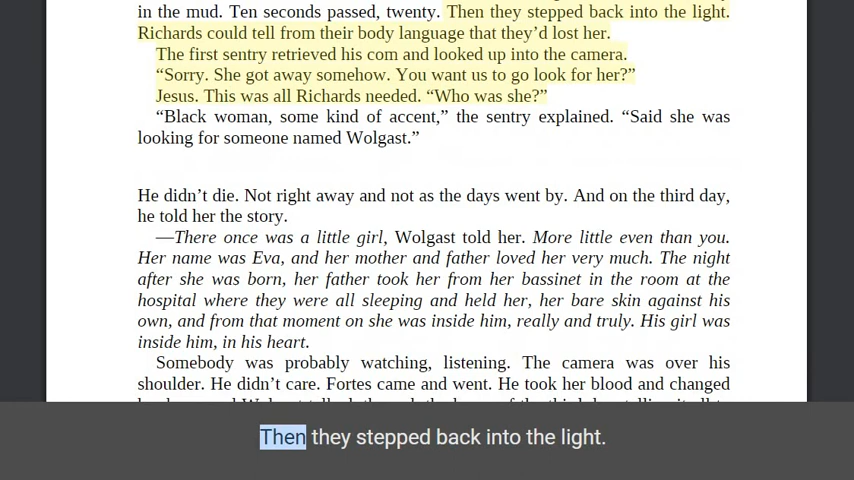 in the mud. Ten seconds passed, twenty. Then they stepped back into the light.
Richards could tell from their body language that they’d lost her.
The first sentry retrieved his com and looked up into the camera.
“Sorry. She got away somehow. You want us to go look for her?”
Jesus. This was all Richards needed. “Who was she?”
“Black woman, some kind of accent,” the sentry explained. “Said she was
looking for someone named Wolgast.”
He didn’t die. Not right away and not as the days went by. And on the third day,
he told her the story.
—There once was a little girl, Wolgast told her. More little even than you.
Her name was Eva, and her mother and father loved her very much. The night
after she was born, her father took her from her bassinet in the room at the
hospital where they were all sleeping and held her, her bare skin against his
own, and from that moment on she was inside him, really and truly. His girl was
inside him, in his heart.
Somebody was probably watching, listening. The camera was over his
shoulder. He didn’t care. Fortes came and went. He took her blood and changed
Then they stepped back into the light.